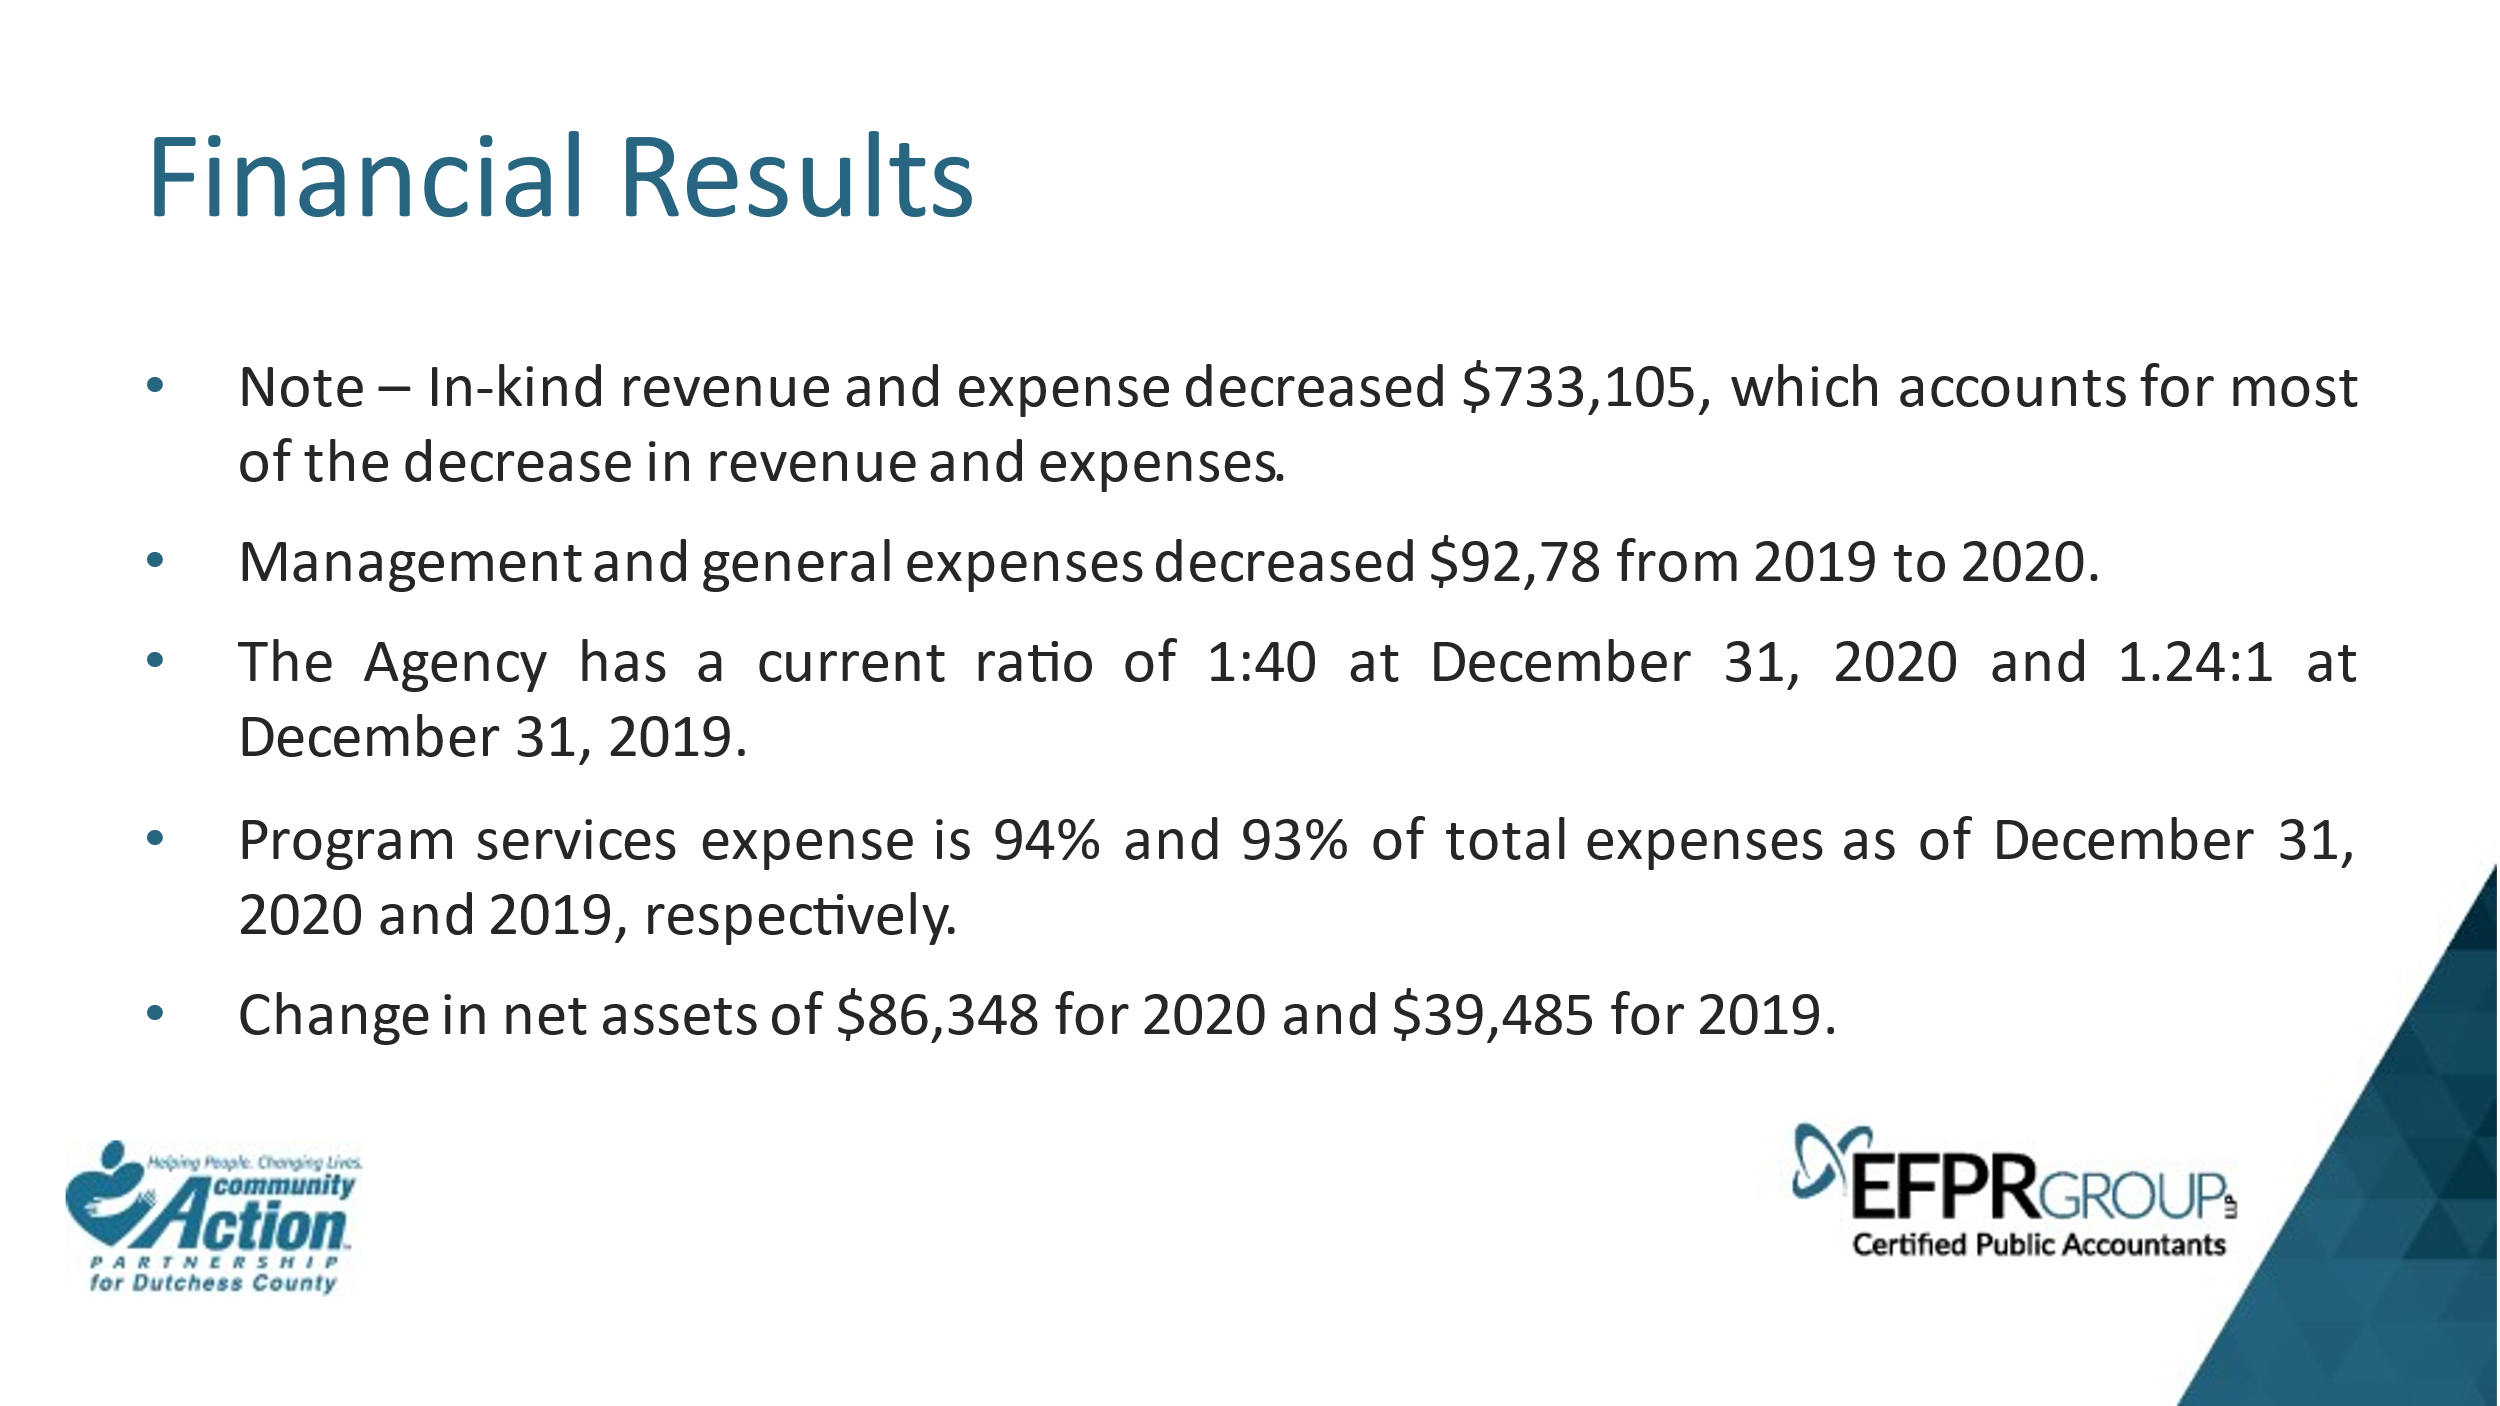 Financial Results
• Note – In-kind revenue and expense decreased $733,105, which accounts for most
of the decrease in revenue and expenses.
• Management and general expenses decreased $92,78 from 2019 to 2020.
• The Agency has a current ratio of 1:40 at December 31, 2020 and 1.24:1 at
December 31, 2019.
• Program services expense is 94% and 93% of total expenses as of December 31,
2020 and 2019, respectively.
• Change in net assets of $86,348 for 2020 and $39,485 for 2019.
Helping People. Changing Lives.
community
Action
PARTNERSHIP
for Dutchess County
EFPRGROUP LLP
Certified Public Accountants